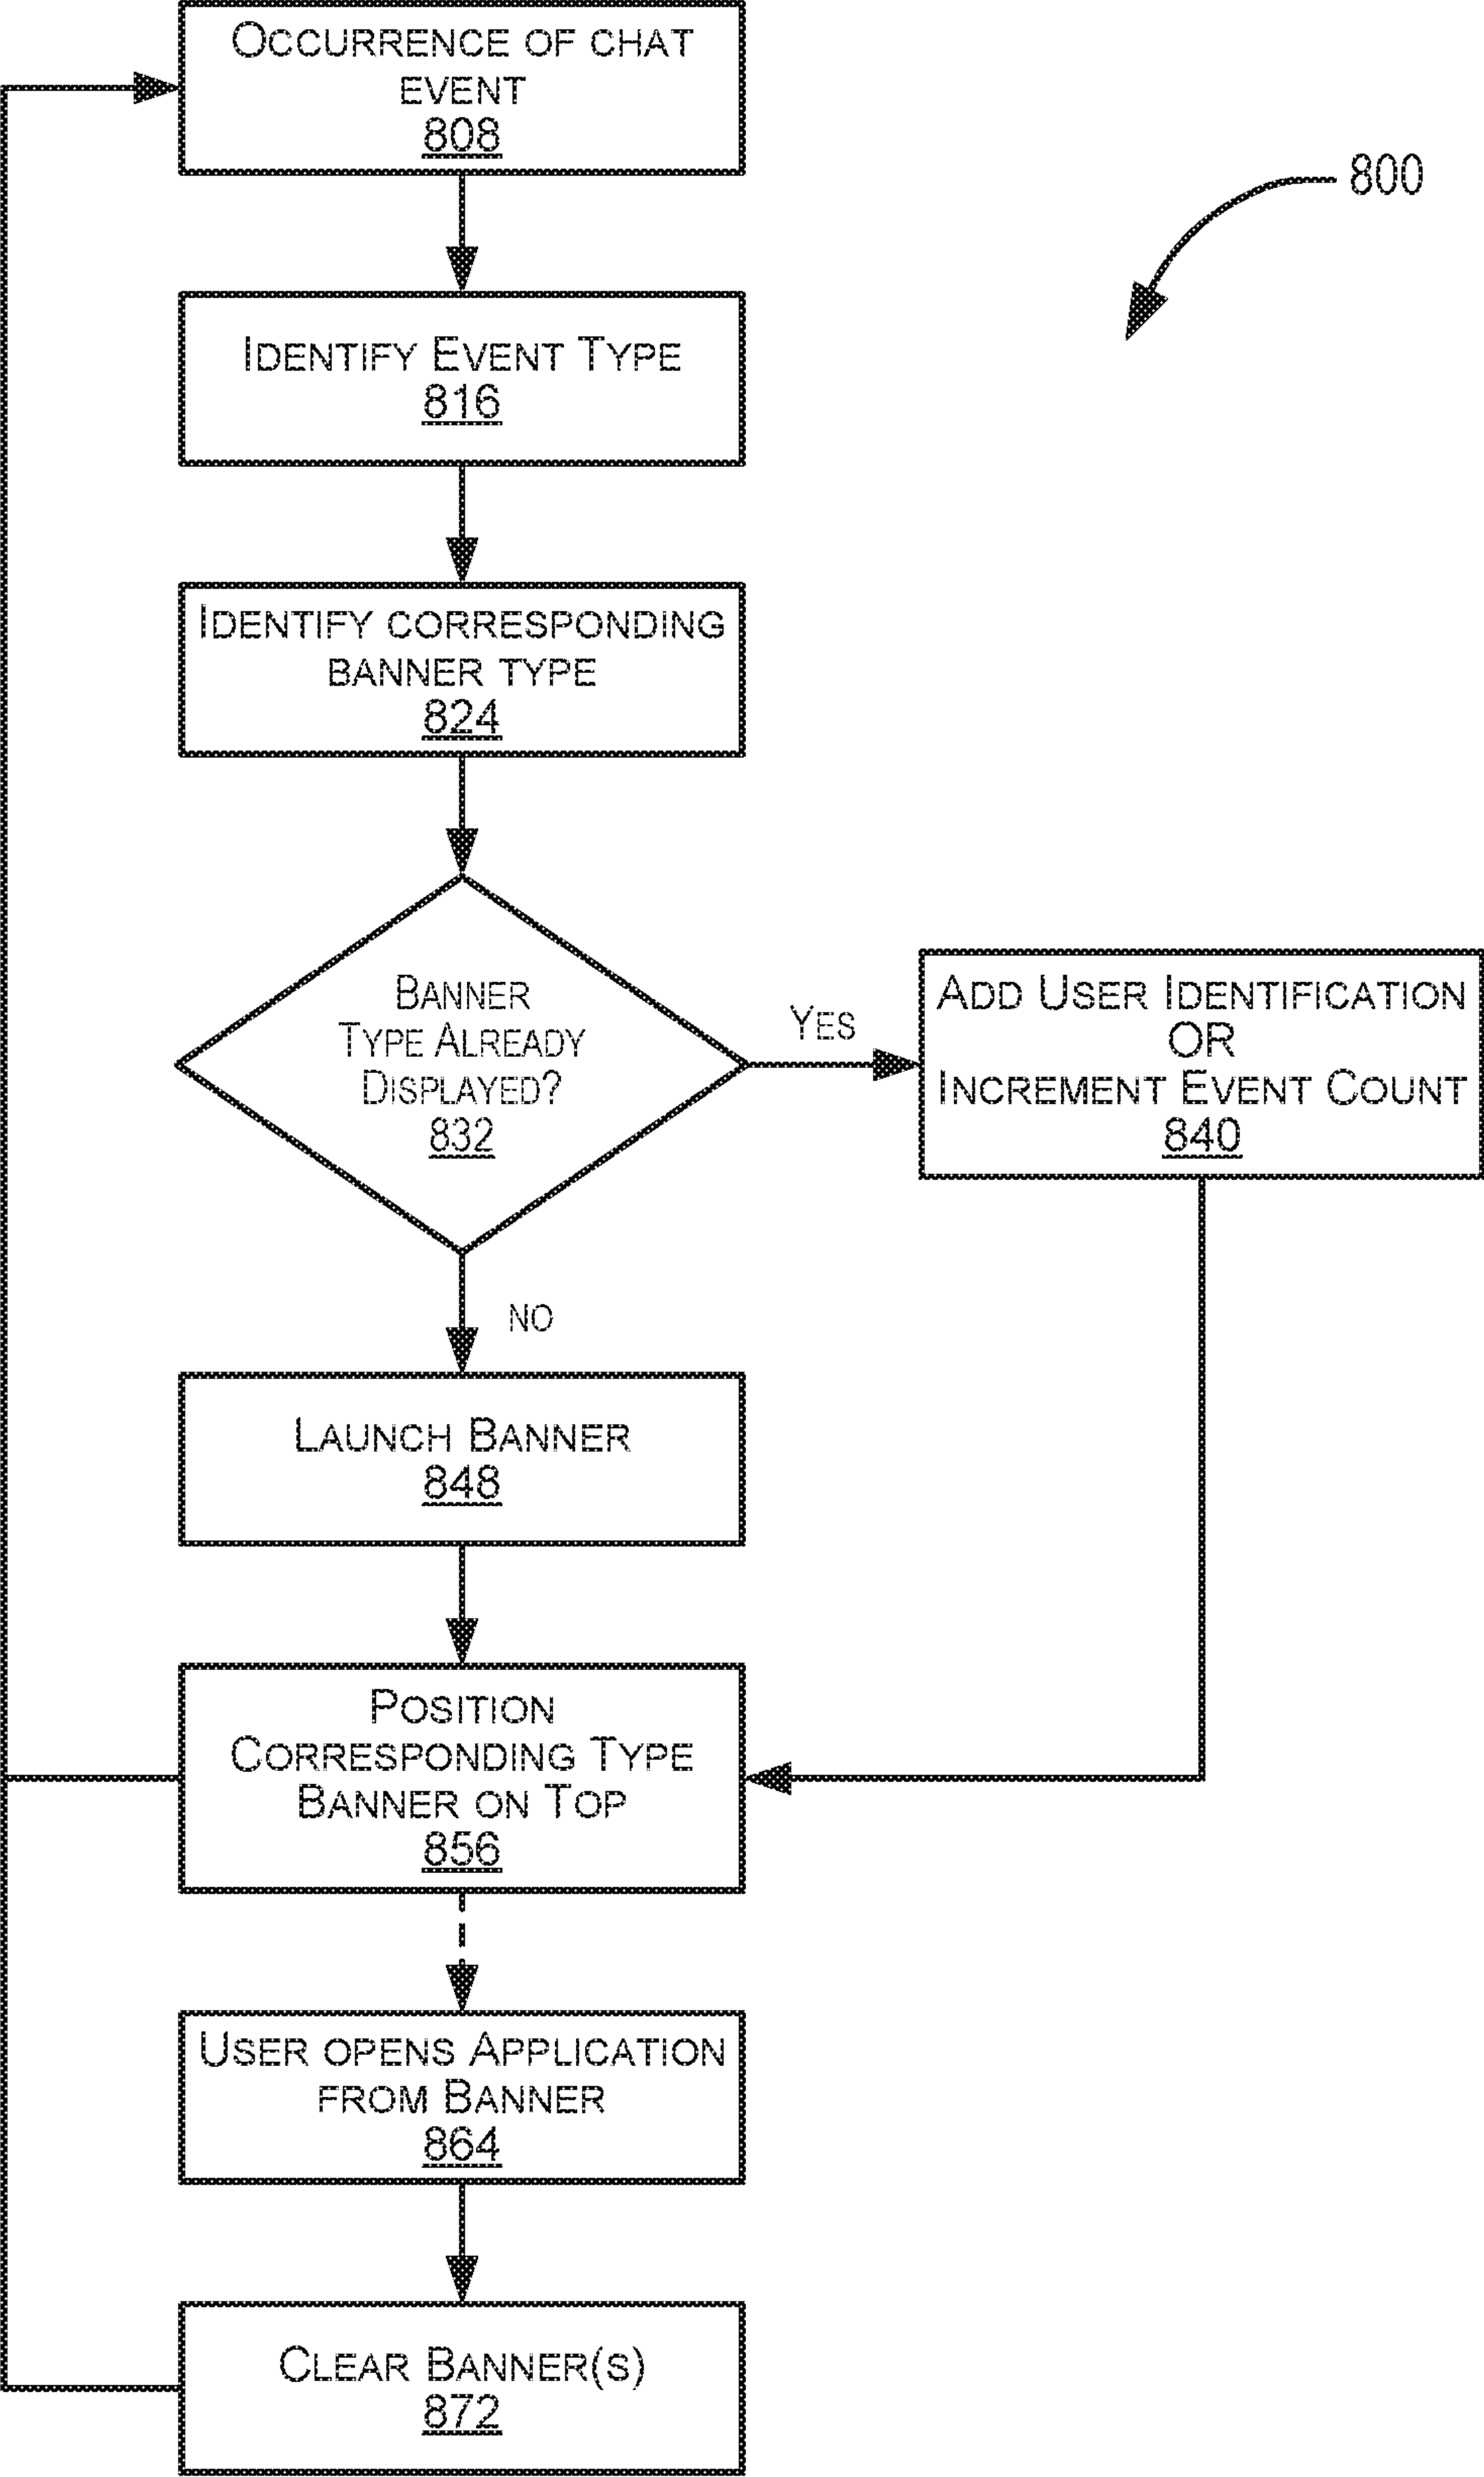 Occurrence of chat
event
808
800
Identify Event Type
816
Identify corresponding
banner type
824
Banner
Type Already
Displayed?
832
Yes
Add User Identification
OR
Increment Event Count
840
no
Launch Banner
848
Position
Corresponding Type
Banner on Top
856
User opens Application
from Banner
864
Clear Banner(s)
872